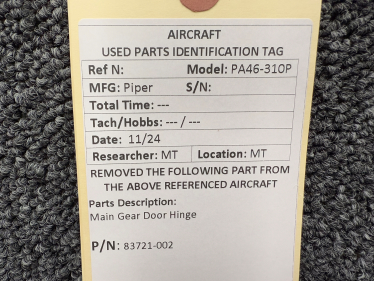 AIRCRAFT
USED PARTS IDENTIFICATION TAG
Ref N: Model: PA46-310P
MFG: Piper S/N:
Total Time: ---
Tach/Hobbs: --- / ---
Date: 11/24
Researcher: MT Location: MT
REMOVED THE FOLLOWING PART FROM
THE ABOVE REFERENCED AIRCRAFT
Parts Description:
Main Gear Door Hinge
P/N: 83721-002